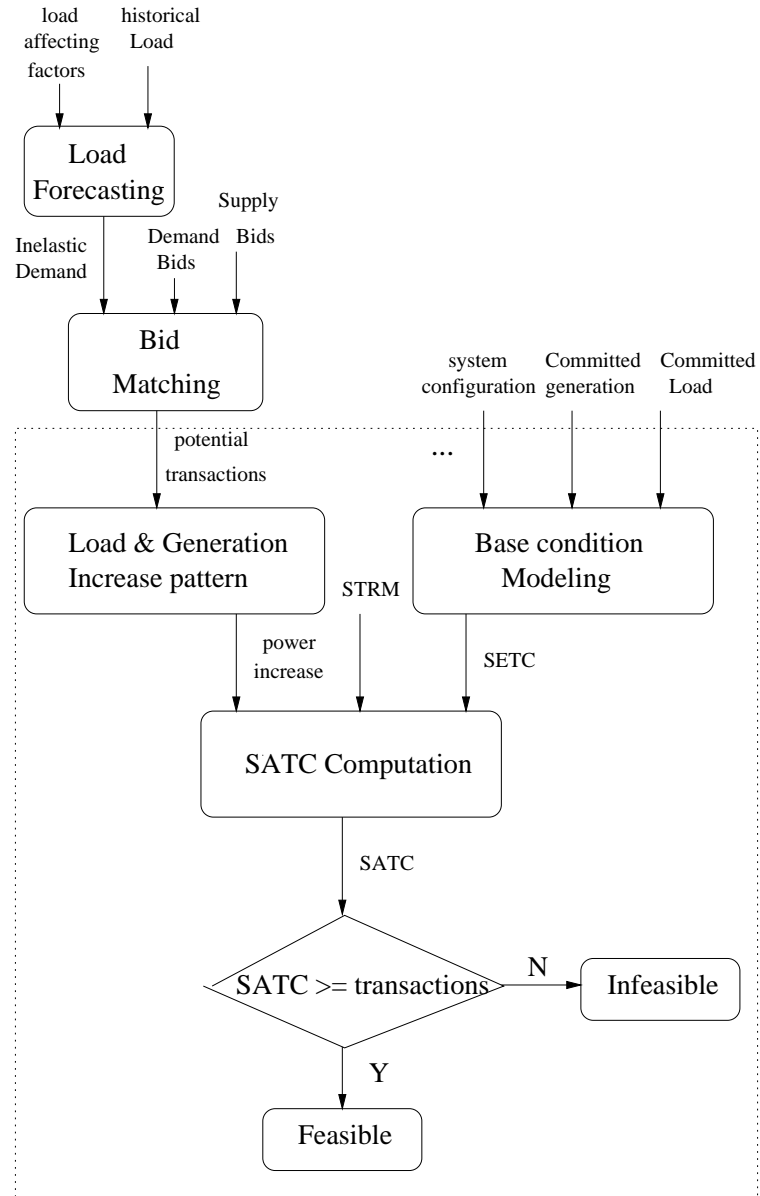 load
affecting
factors
historical
Load
Load
Forecasting
Inelastic
Demand
Demand
Bids
Supply
Bids
Bid
Matching
system
configuration
Committed
generation
Committed
Load
potential
transactions
...
Load & Generation
Increase pattern
Base condition
Modeling
STRM
power
increase
SETC
SATC Computation
SATC
SATC >= transactions
N
Infeasible
Y
Feasible